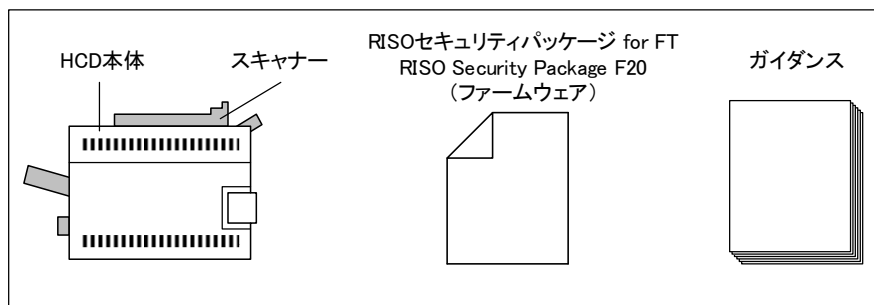 HCD本体
スキャナー
RISOセキュリティパッケージ for FT
RISO Security Package F20
（ファームウェア）
ガイダンス